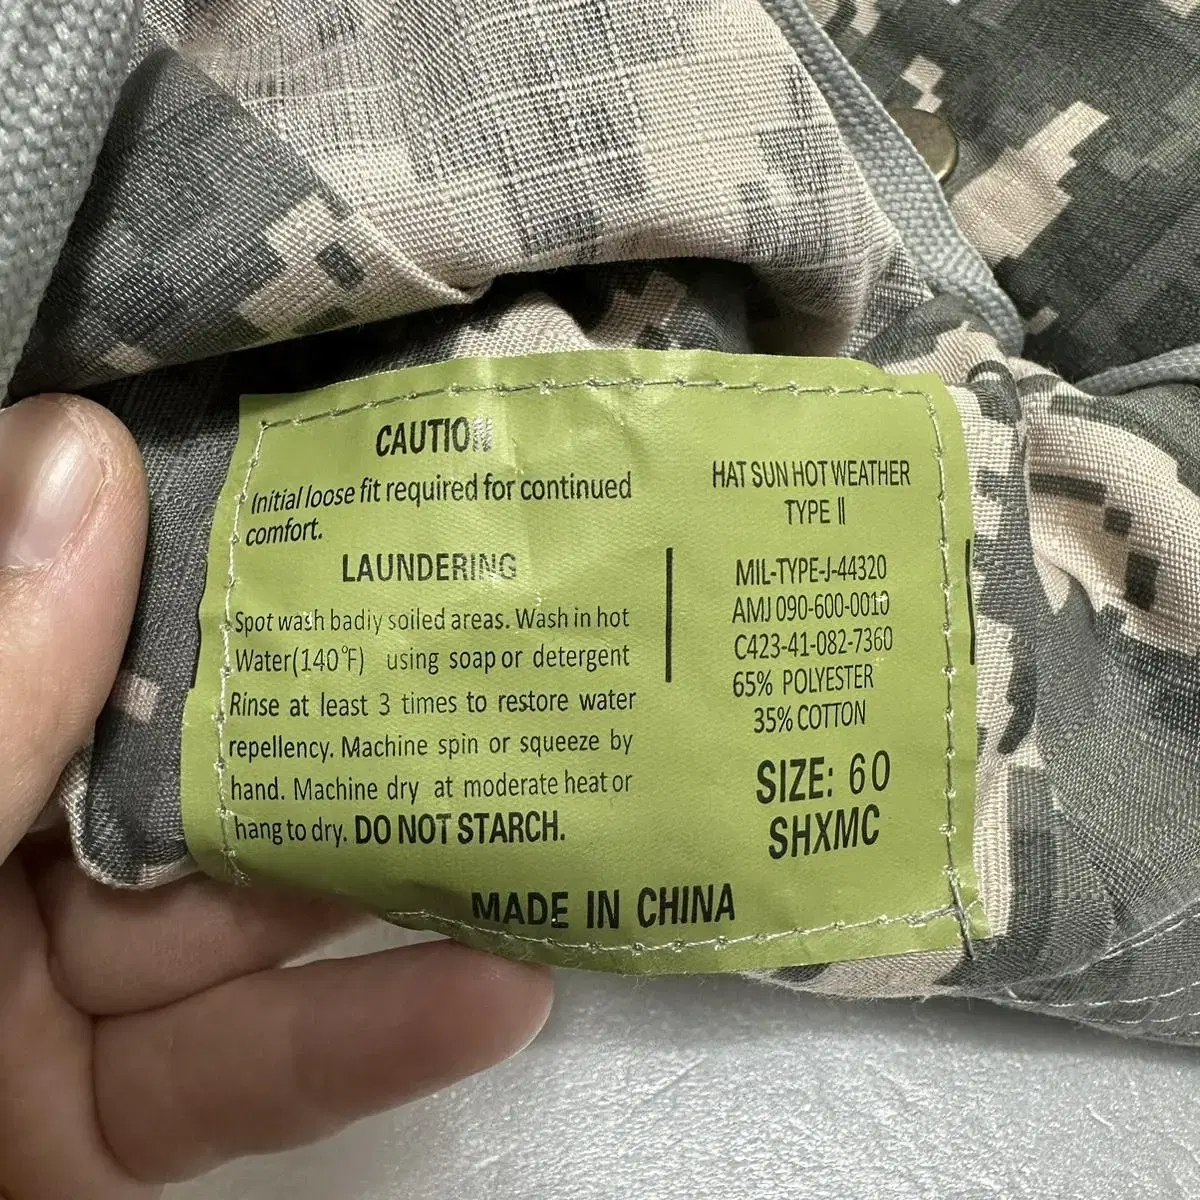 CAUTION
Initial loose fit required for continued
comfort.
LAUNDERING
Spot wash badiy soiled areas. Wash in hot
Water(140°F) using soap or detergent
Rinse at least 3 times to restore water
repellency. Machine spin or squeeze by
hand. Machine dry at moderate heat or
hang to dry. DO NOT STARCH.
HAT SUN HOT WEATHER
TYPE II
MIL-TYPE-J-44320
AMJ 090-600-0010
C423-41-082-7360
65% POLYESTER
35% COTTON
SIZE: 60
SHXMC
MADE IN CHINA